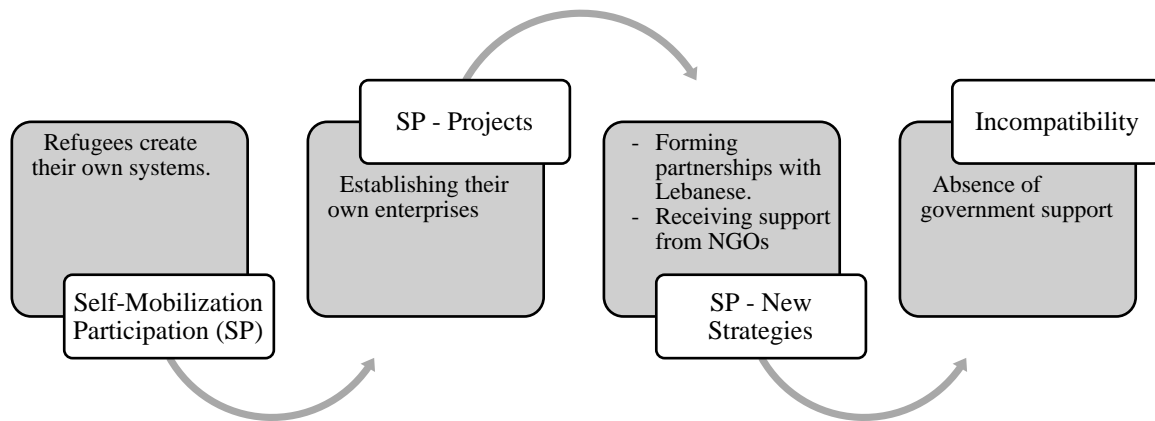 Refugees create
their own systems.
Self-Mobilization
Participation (SP)
SP - Projects
Establishing their
own enterprises
- Forming
partnerships with
Lebanese.
- Receiving support
from NGOs
SP - New
Strategies
Incompatibility
Absence of
government support